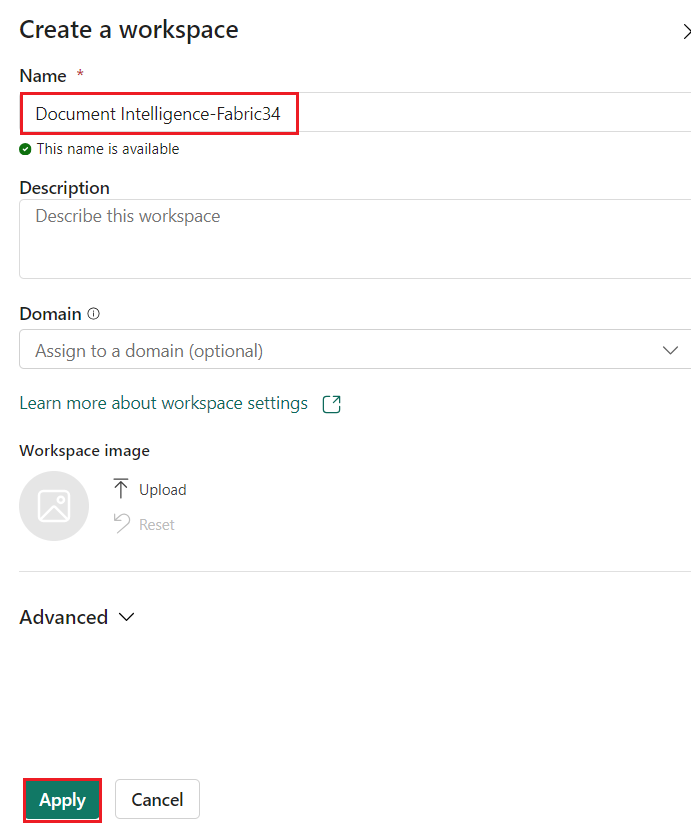 Create a workspace
Name *
Document Intelligence-Fabric34
This name is available
Description
Describe this workspace
Domain
Assign to a domain (optional)
Learn more about workspace settings
Workspace image
Upload
Reset
Advanced
Apply Cancel